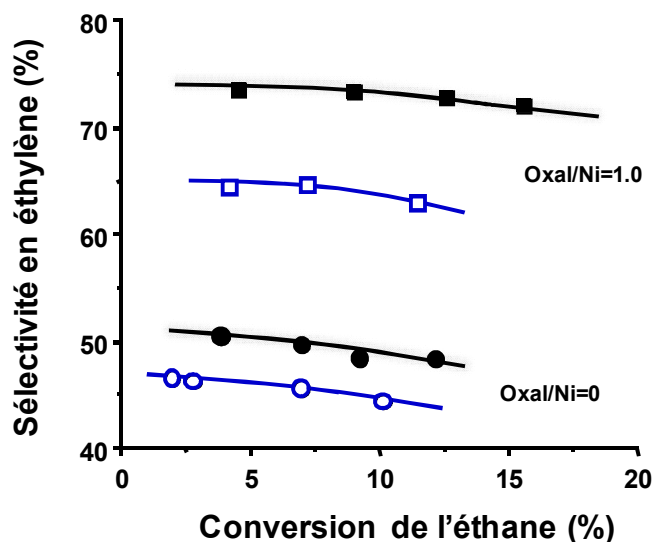 80
70
60
50
40
Sélectivité en éthylène (%)
Oxal/Ni=1.0
Oxal/Ni=0
0 5 10 15 20
Conversion de l'éthane (%)